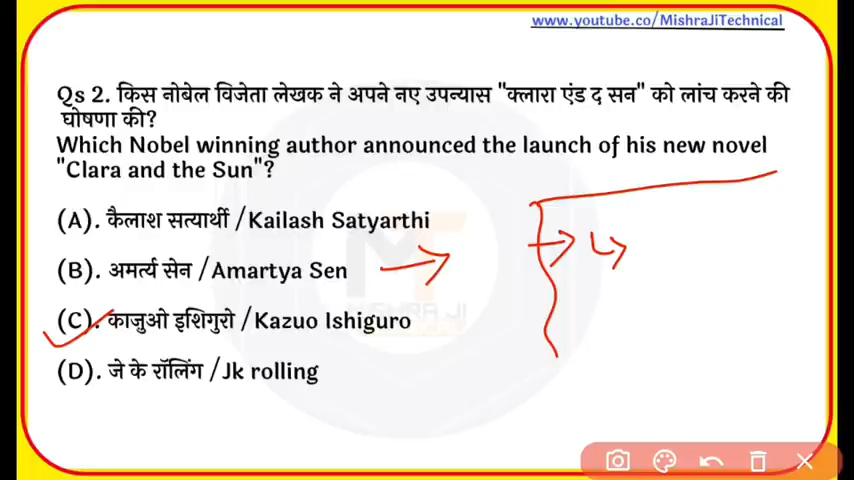 www.youtube.co/MishraJiTechnical
Qs 2. किस नोबेल विजेता लेखक ने अपने नए उपन्यास "क्लारा एंड द सन" को लांच करने की
घोषणा की?
Which Nobel winning author announced the launch of his new novel
"Clara and the Sun"?
(A). कैलाश सत्यार्थी /Kailash Satyarthi
(B). अमर्त्य सेन /Amartya Sen
(C). काजुओ इशिगुरो /Kazuo Ishiguro
(D). जे के रॉलिंग /Jk rolling
MISHRA JI